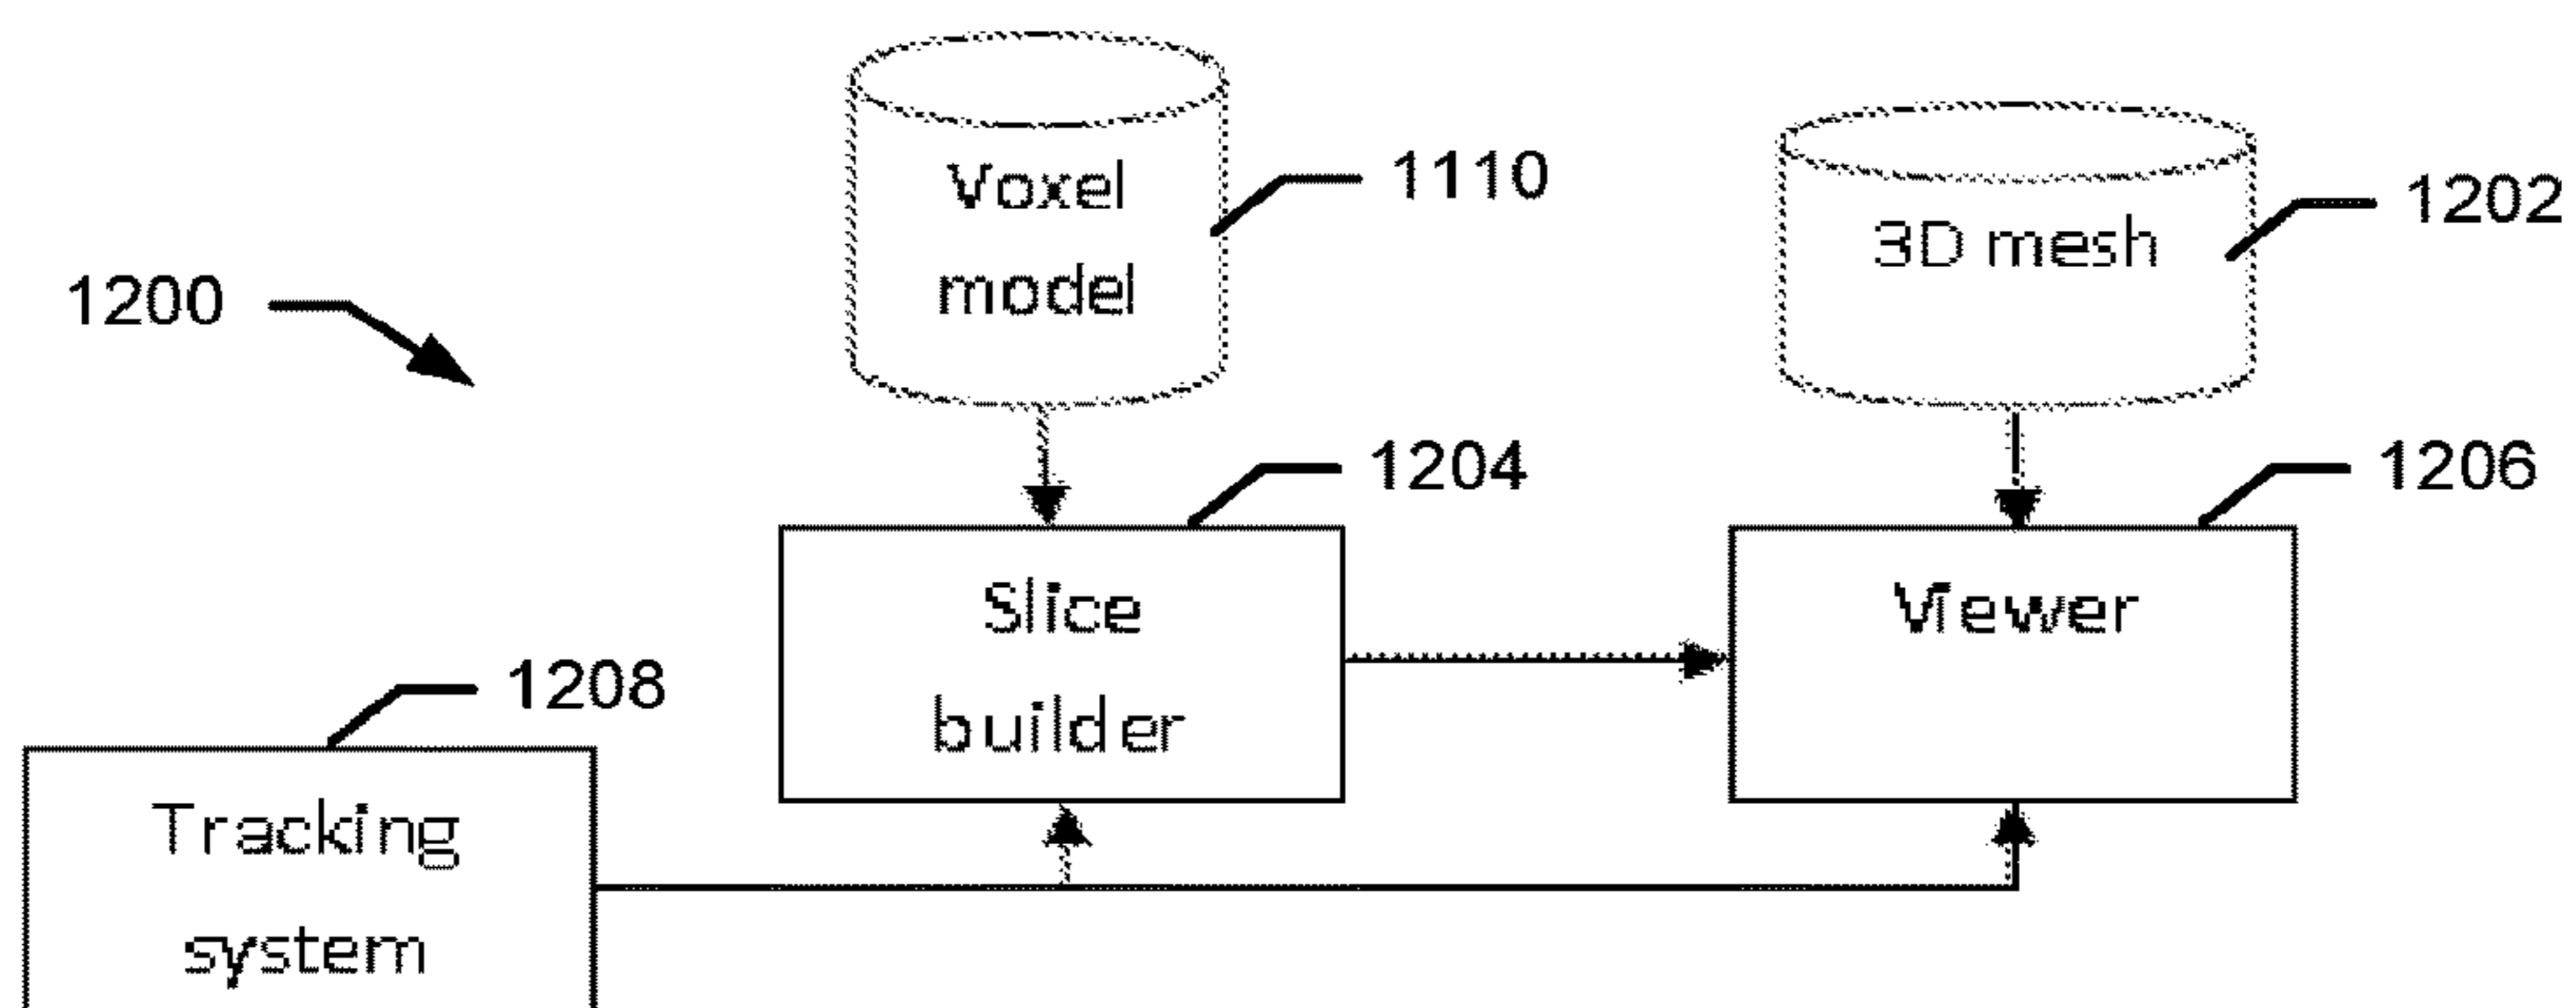 Voxel
model
1110
3D mesh
1202
1200
1204
1206
Slice
builder
Viewer
1208
Tracking
system